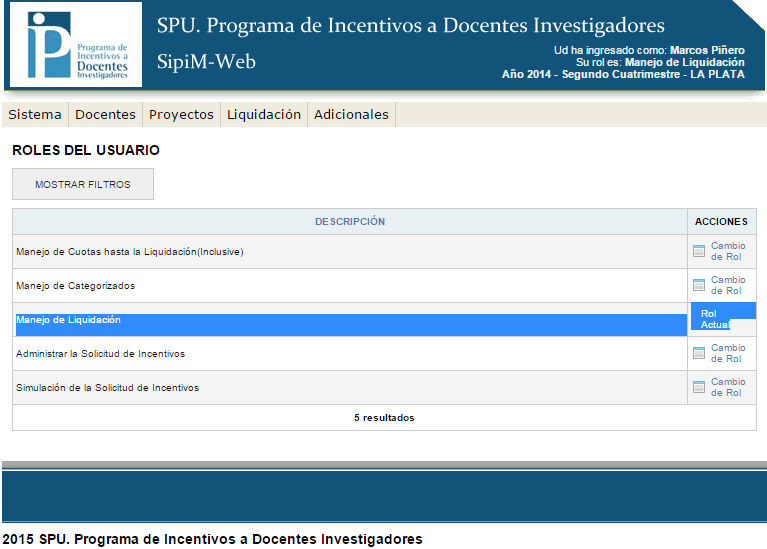 iP
Programa de
Incentivos a
Docentes
Investigadores
SPU. Programa de Incentivos a Docentes Investigadores
SipiM-Web
Ud ha ingresado como: Marcos Piñero
Su rol es: Manejo de Liquidación
Año 2014 - Segundo Cuatrimestre - LA PLATA
Sistema Docentes Proyectos Liquidación Adicionales
ROLES DEL USUARIO
MOSTRAR FILTROS
DESCRIPCIÓN ACCIONES
Manejo de Cuotas hasta la Liquidación(Inclusive) Cambio
de Rol
Manejo de Categorizados Cambio
de Rol
Manejo de Liquidación Rol
Actual
Administrar la Solicitud de Incentivos Cambio
de Rol
Simulación de la Solicitud de Incentivos Cambio
de Rol
5 resultados
2015 SPU. Programa de Incentivos a Docentes Investigadores